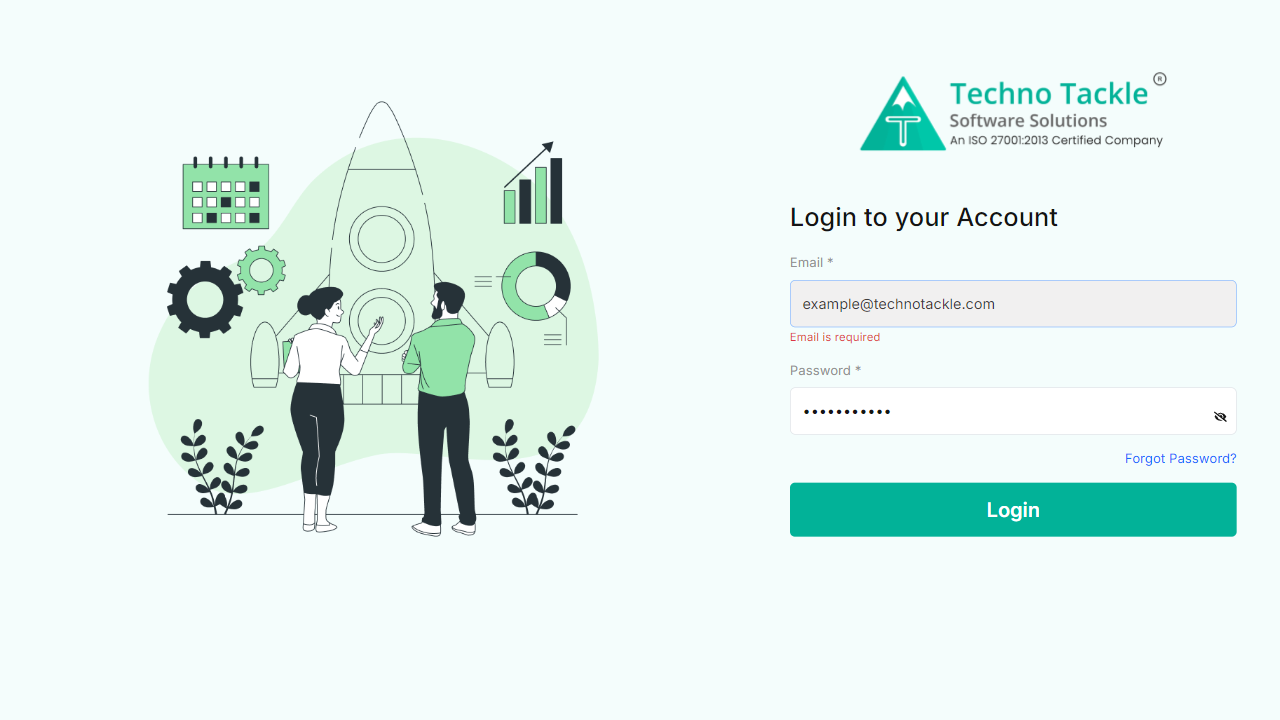 Techno Tackle ®
Software Solutions
An ISO 27001:2013 Certified Company
Login to your Account
Email *
example@technotackle.com
Email is required
Password *
•••••••••••
Forgot Password?
Login